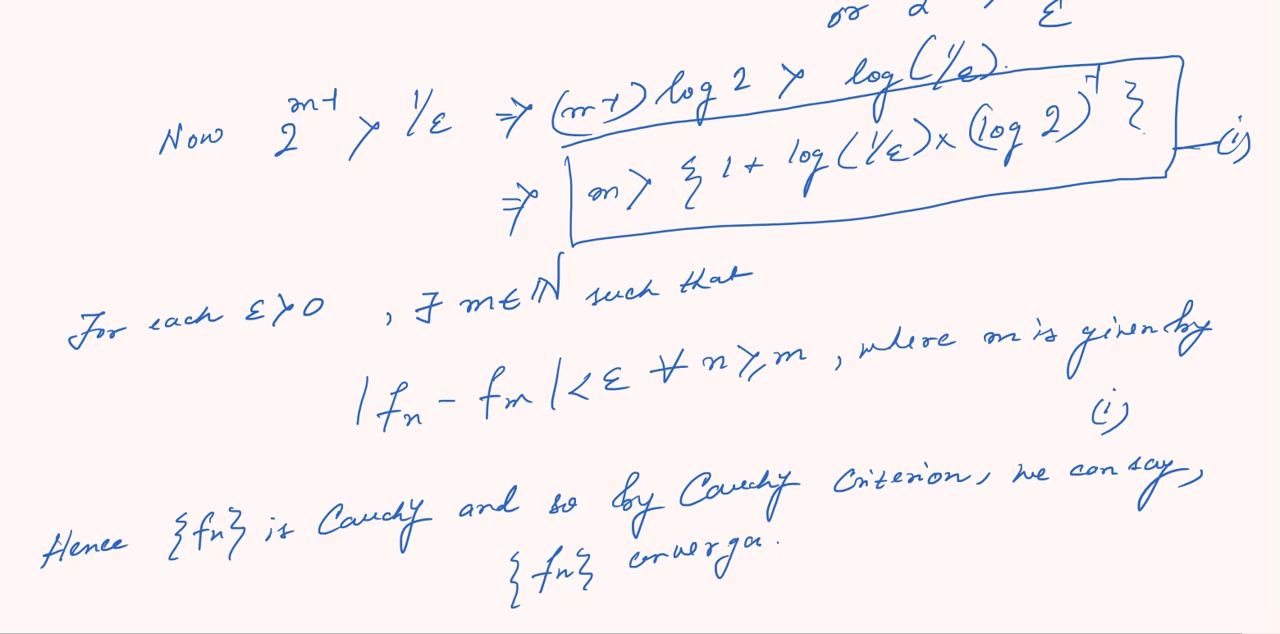 or 2 > ε
Now 2^{m-1} > 1/ε ⇒ (m-1) log 2 > log(1/ε).
⇒ m > { 1 + log(1/ε) × (log 2)^{-1} } —(i)
For each ε>0 , ∃ m∈ℕ such that
|fn - fm| < ε ∀ n ≥ m , where m is given by
(i)
Hence {fn} is Cauchy and so by Cauchy Criterion, we can say,
{fn} converges.